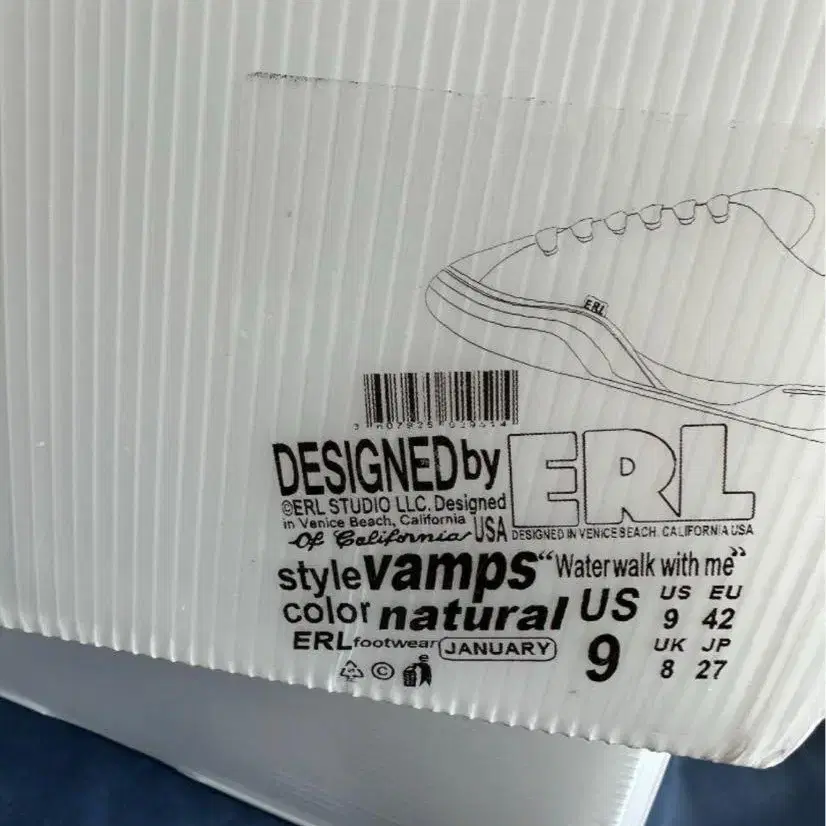 ERL
DESIGNED by ERL
©ERL STUDIO LLC. Designed
in Venice Beach, California
Of California USA
DESIGNED IN VENICE BEACH. CALIFORNIA USA
style vamps “Waterwalk with me”
color natural US 9
US 9 EU 42
UK 8 JP 27
ERL footwear JANUARY
©
e